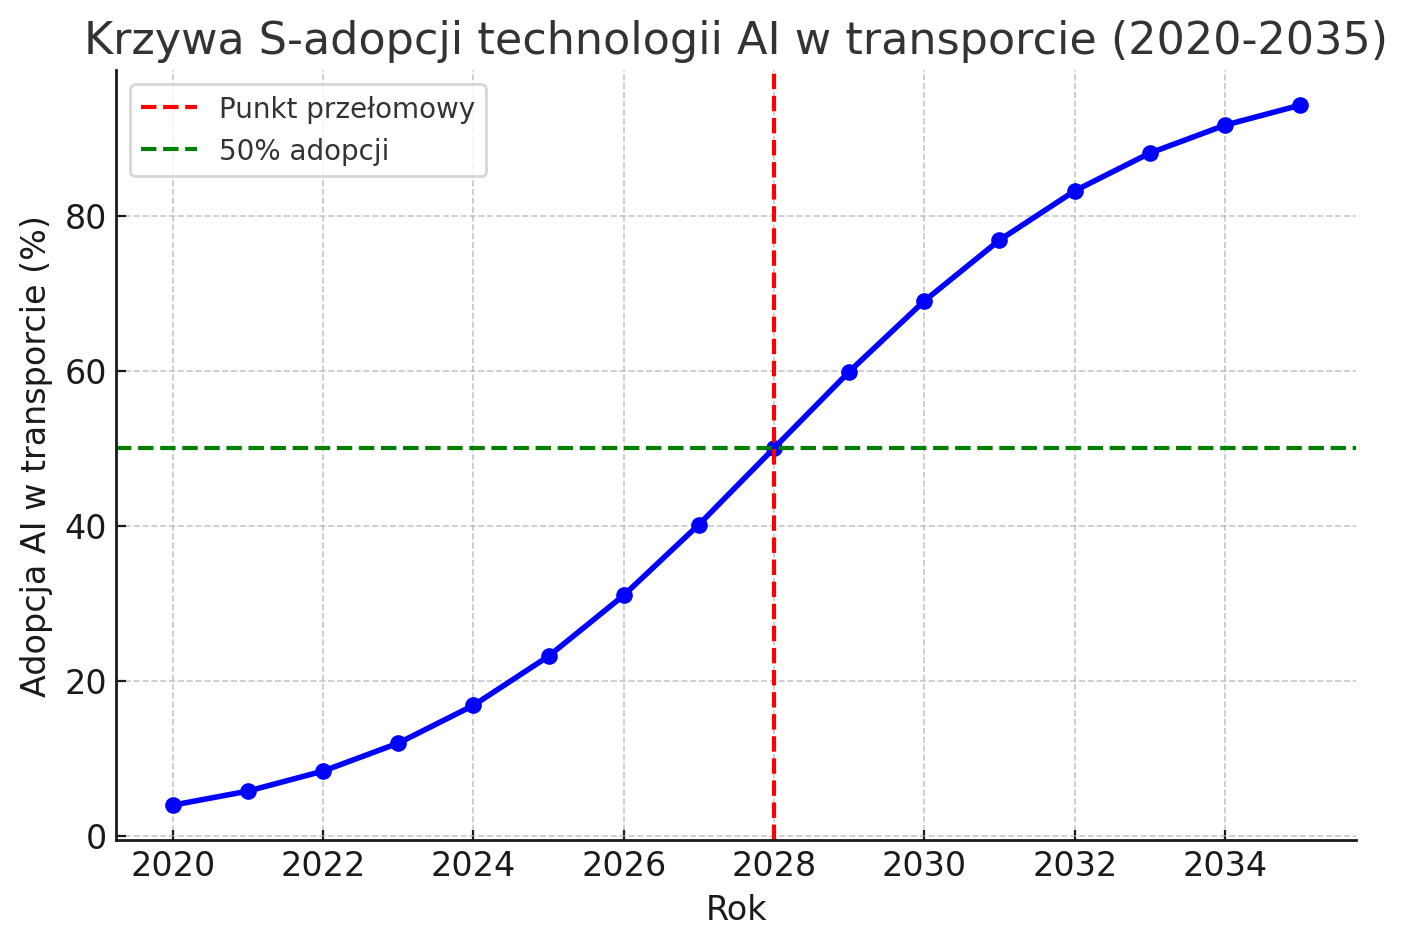 Krzywa S-adopcji technologii AI w transporcie (2020-2035)
Punkt przełomowy
50% adopcji
Adopcja AI w transporcie (%)
80
60
40
20
0
2020 2022 2024 2026 2028 2030 2032 2034
Rok